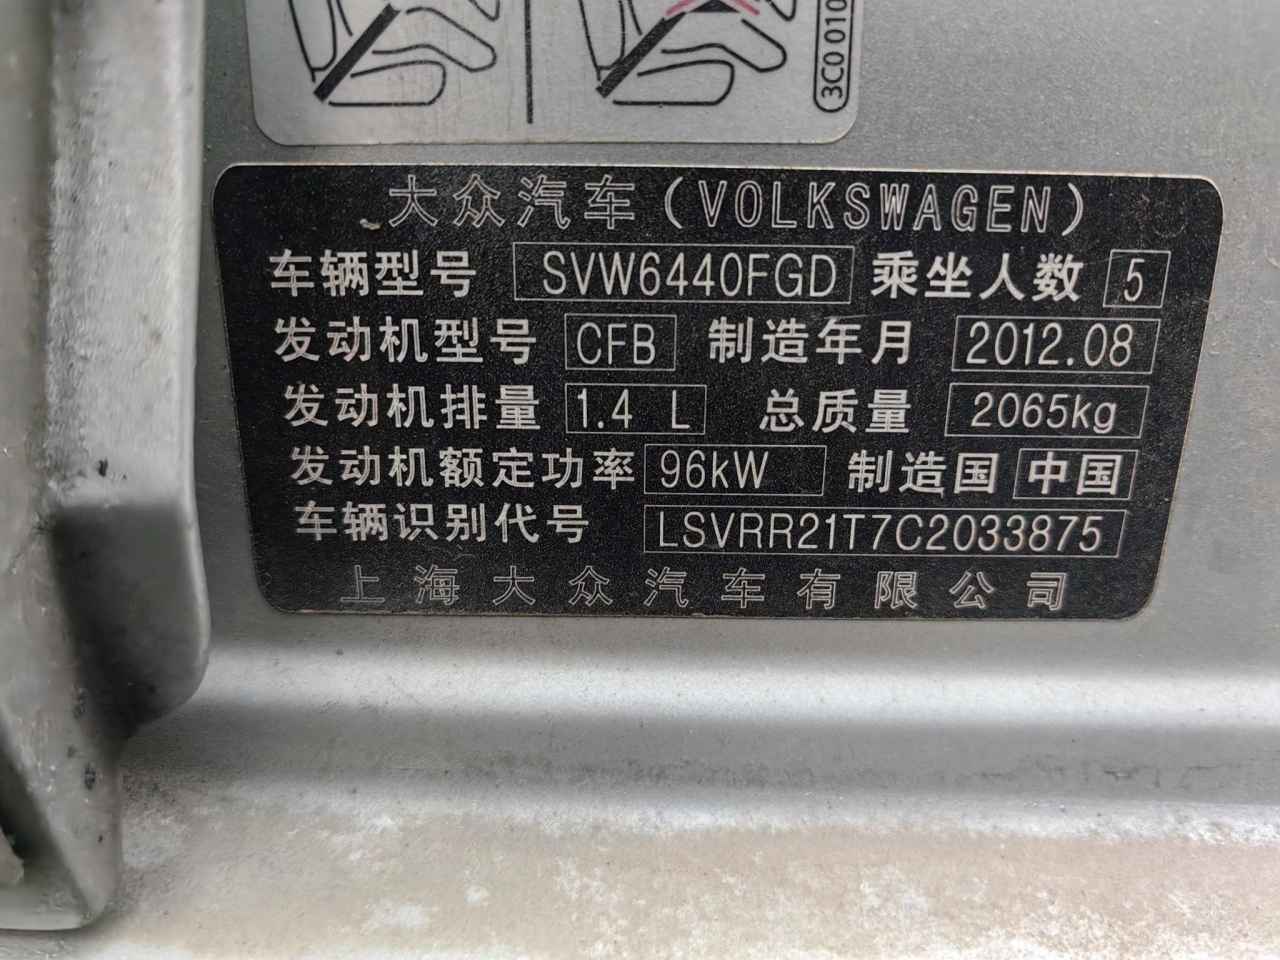 3C0 010
大众汽车(VOLKSWAGEN)
车辆型号 SVW6440FGD 乘坐人数 5
发动机型号 CFB 制造年月 2012.08
发动机排量 1.4 L 总质量 2065kg
发动机额定功率 96kW 制造国 中国
车辆识别代号 LSVRR21T7C2033875
上海大众汽车有限公司